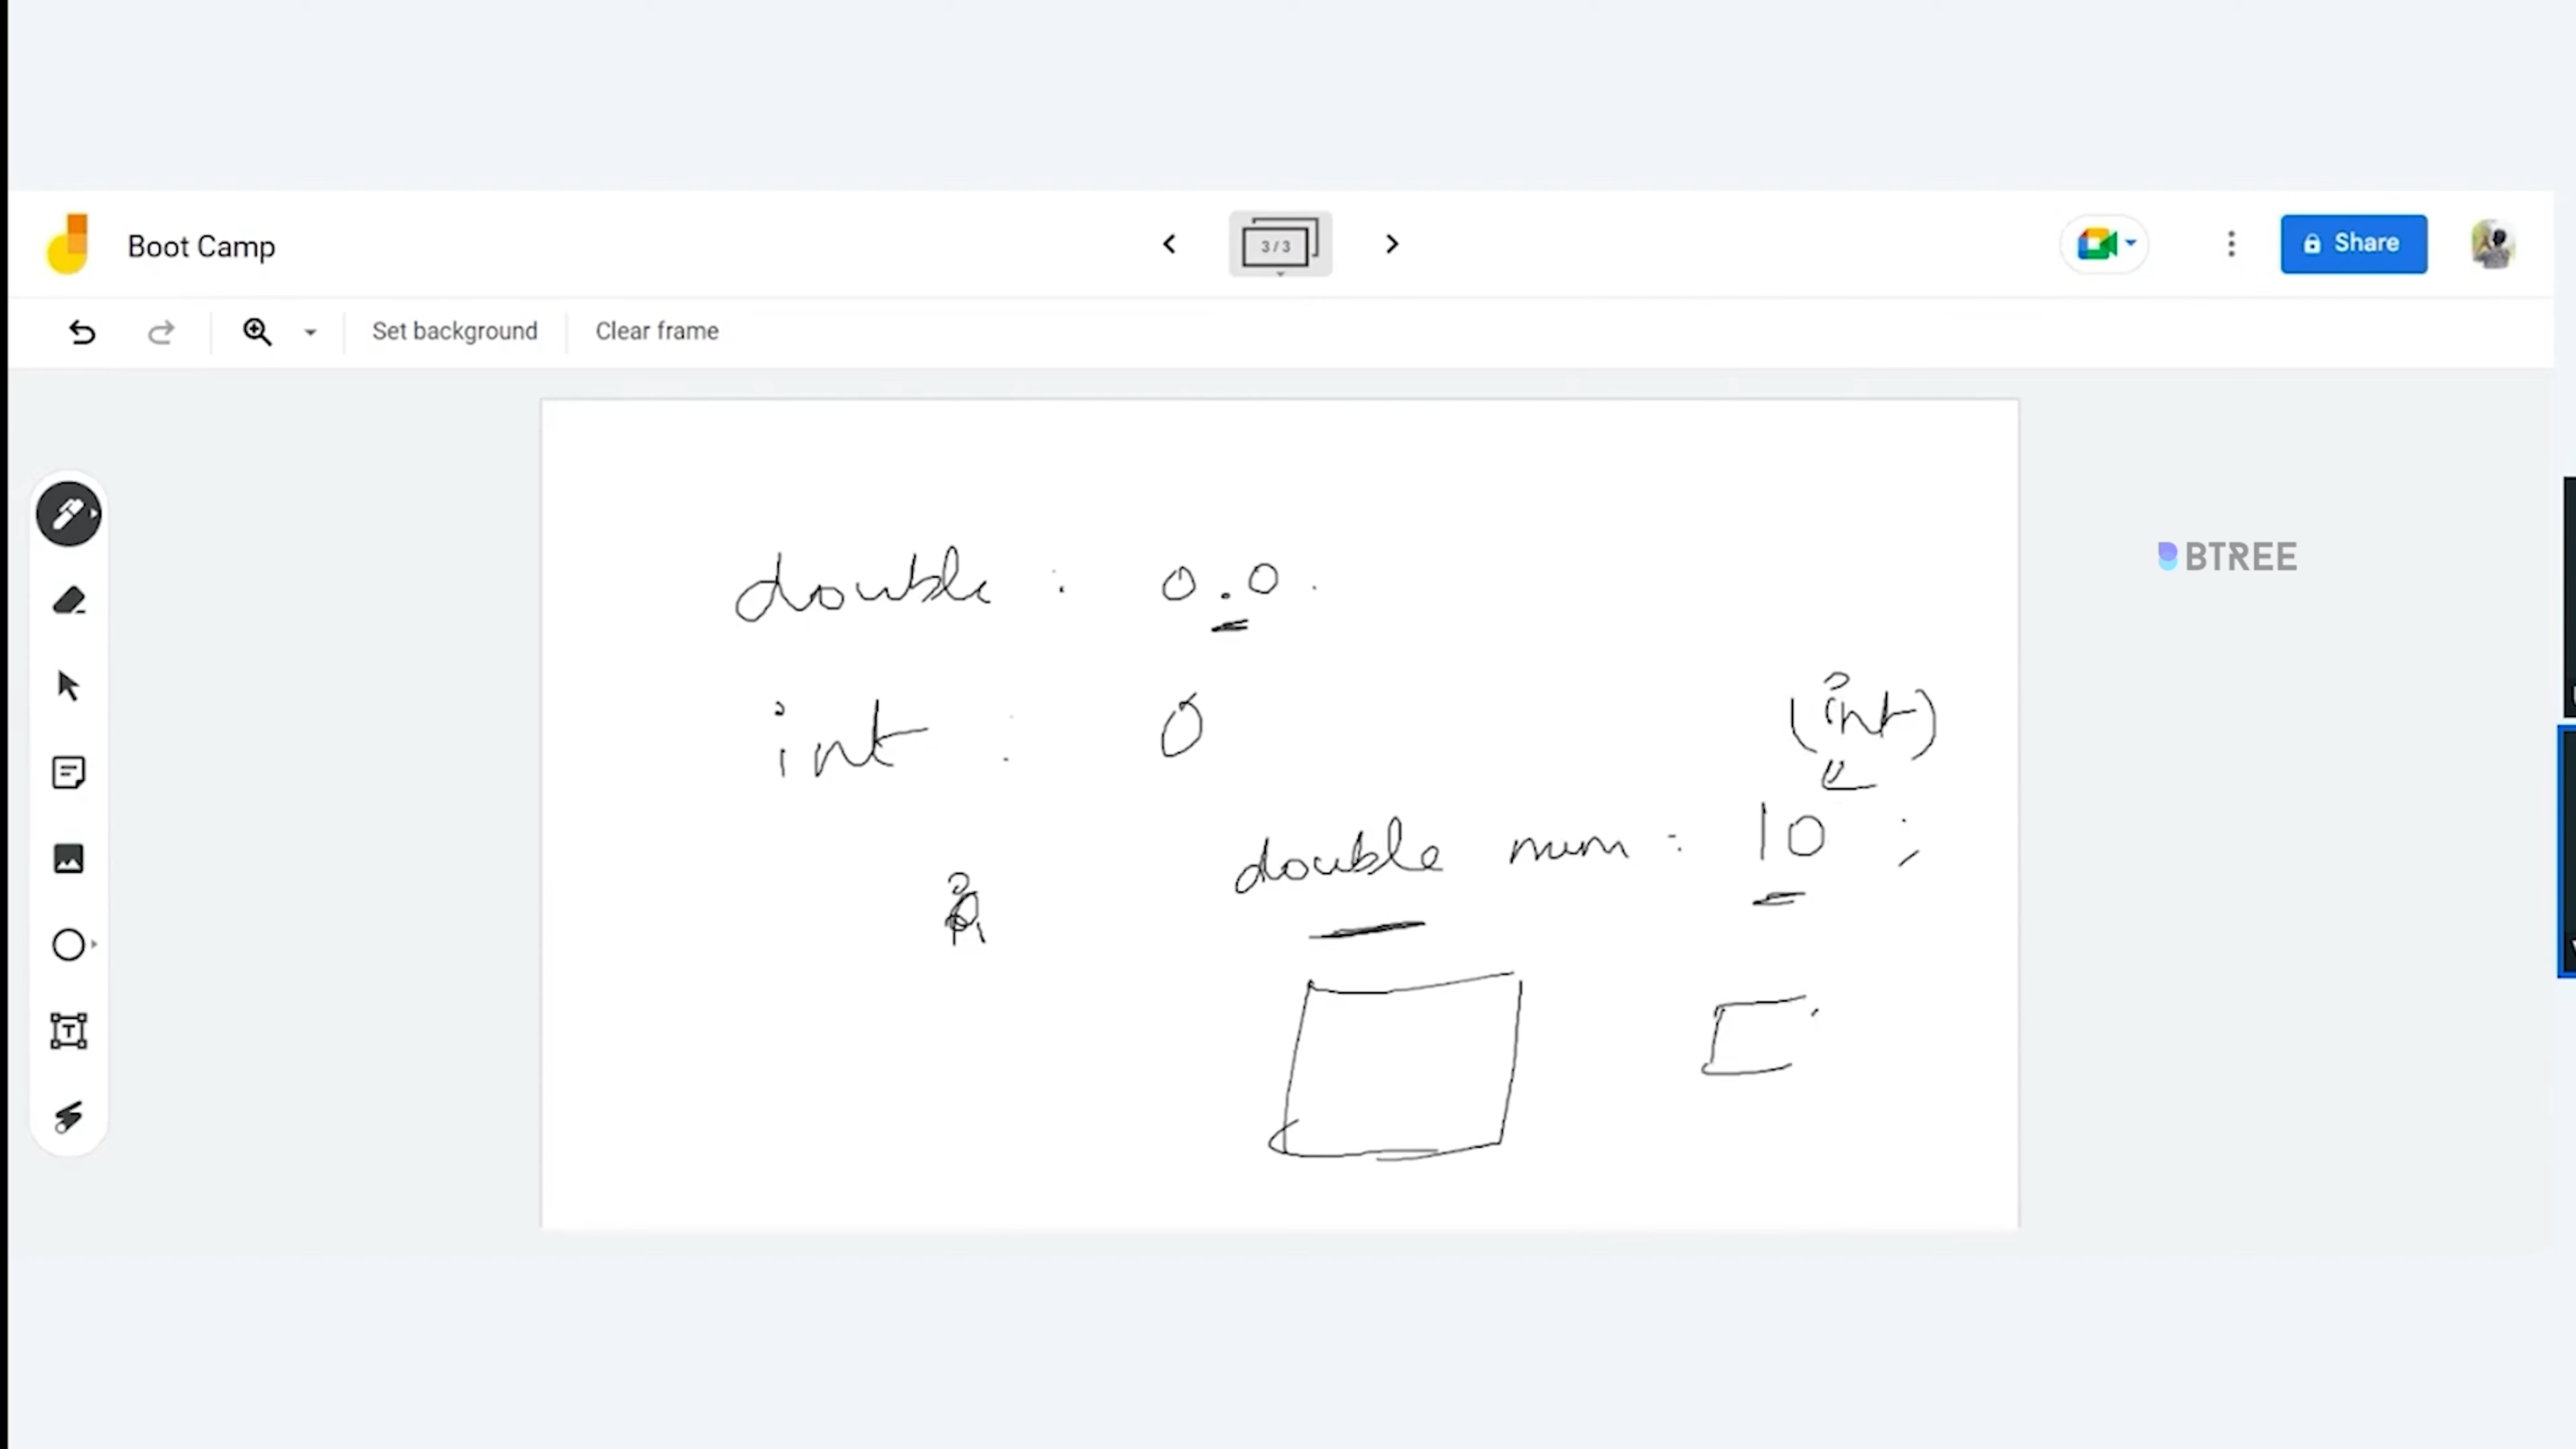 Boot Camp
3/3
Share
Set background
Clear frame
BTREE
double : 0.0
int : 0
(int)
double num = 10 ;